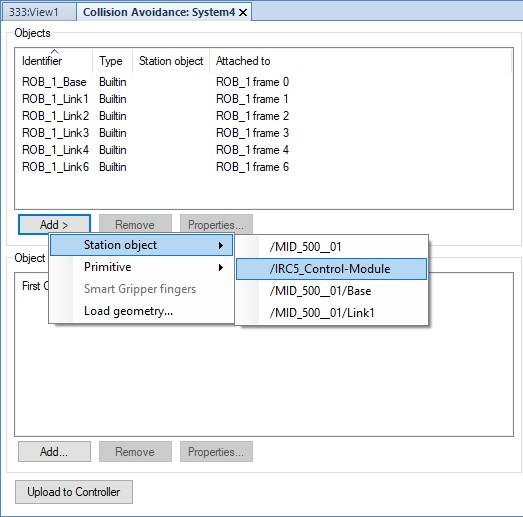 333:View1 Collision Avoidance: System4
Objects
Identifier Type Station object Attached to
ROB_1_Base Builtin ROB_1 frame 0
ROB_1_Link1 Builtin ROB_1 frame 1
ROB_1_Link2 Builtin ROB_1 frame 2
ROB_1_Link3 Builtin ROB_1 frame 3
ROB_1_Link4 Builtin ROB_1 frame 4
ROB_1_Link6 Builtin ROB_1 frame 6
Add > Remove Properties...
Station object /MID_500__01
Object
Primitive /IRC5_Control-Module
First
Smart Gripper fingers /MID_500__01/Base
Load geometry... /MID_500__01/Link1
Add... Remove Properties...
Upload to Controller